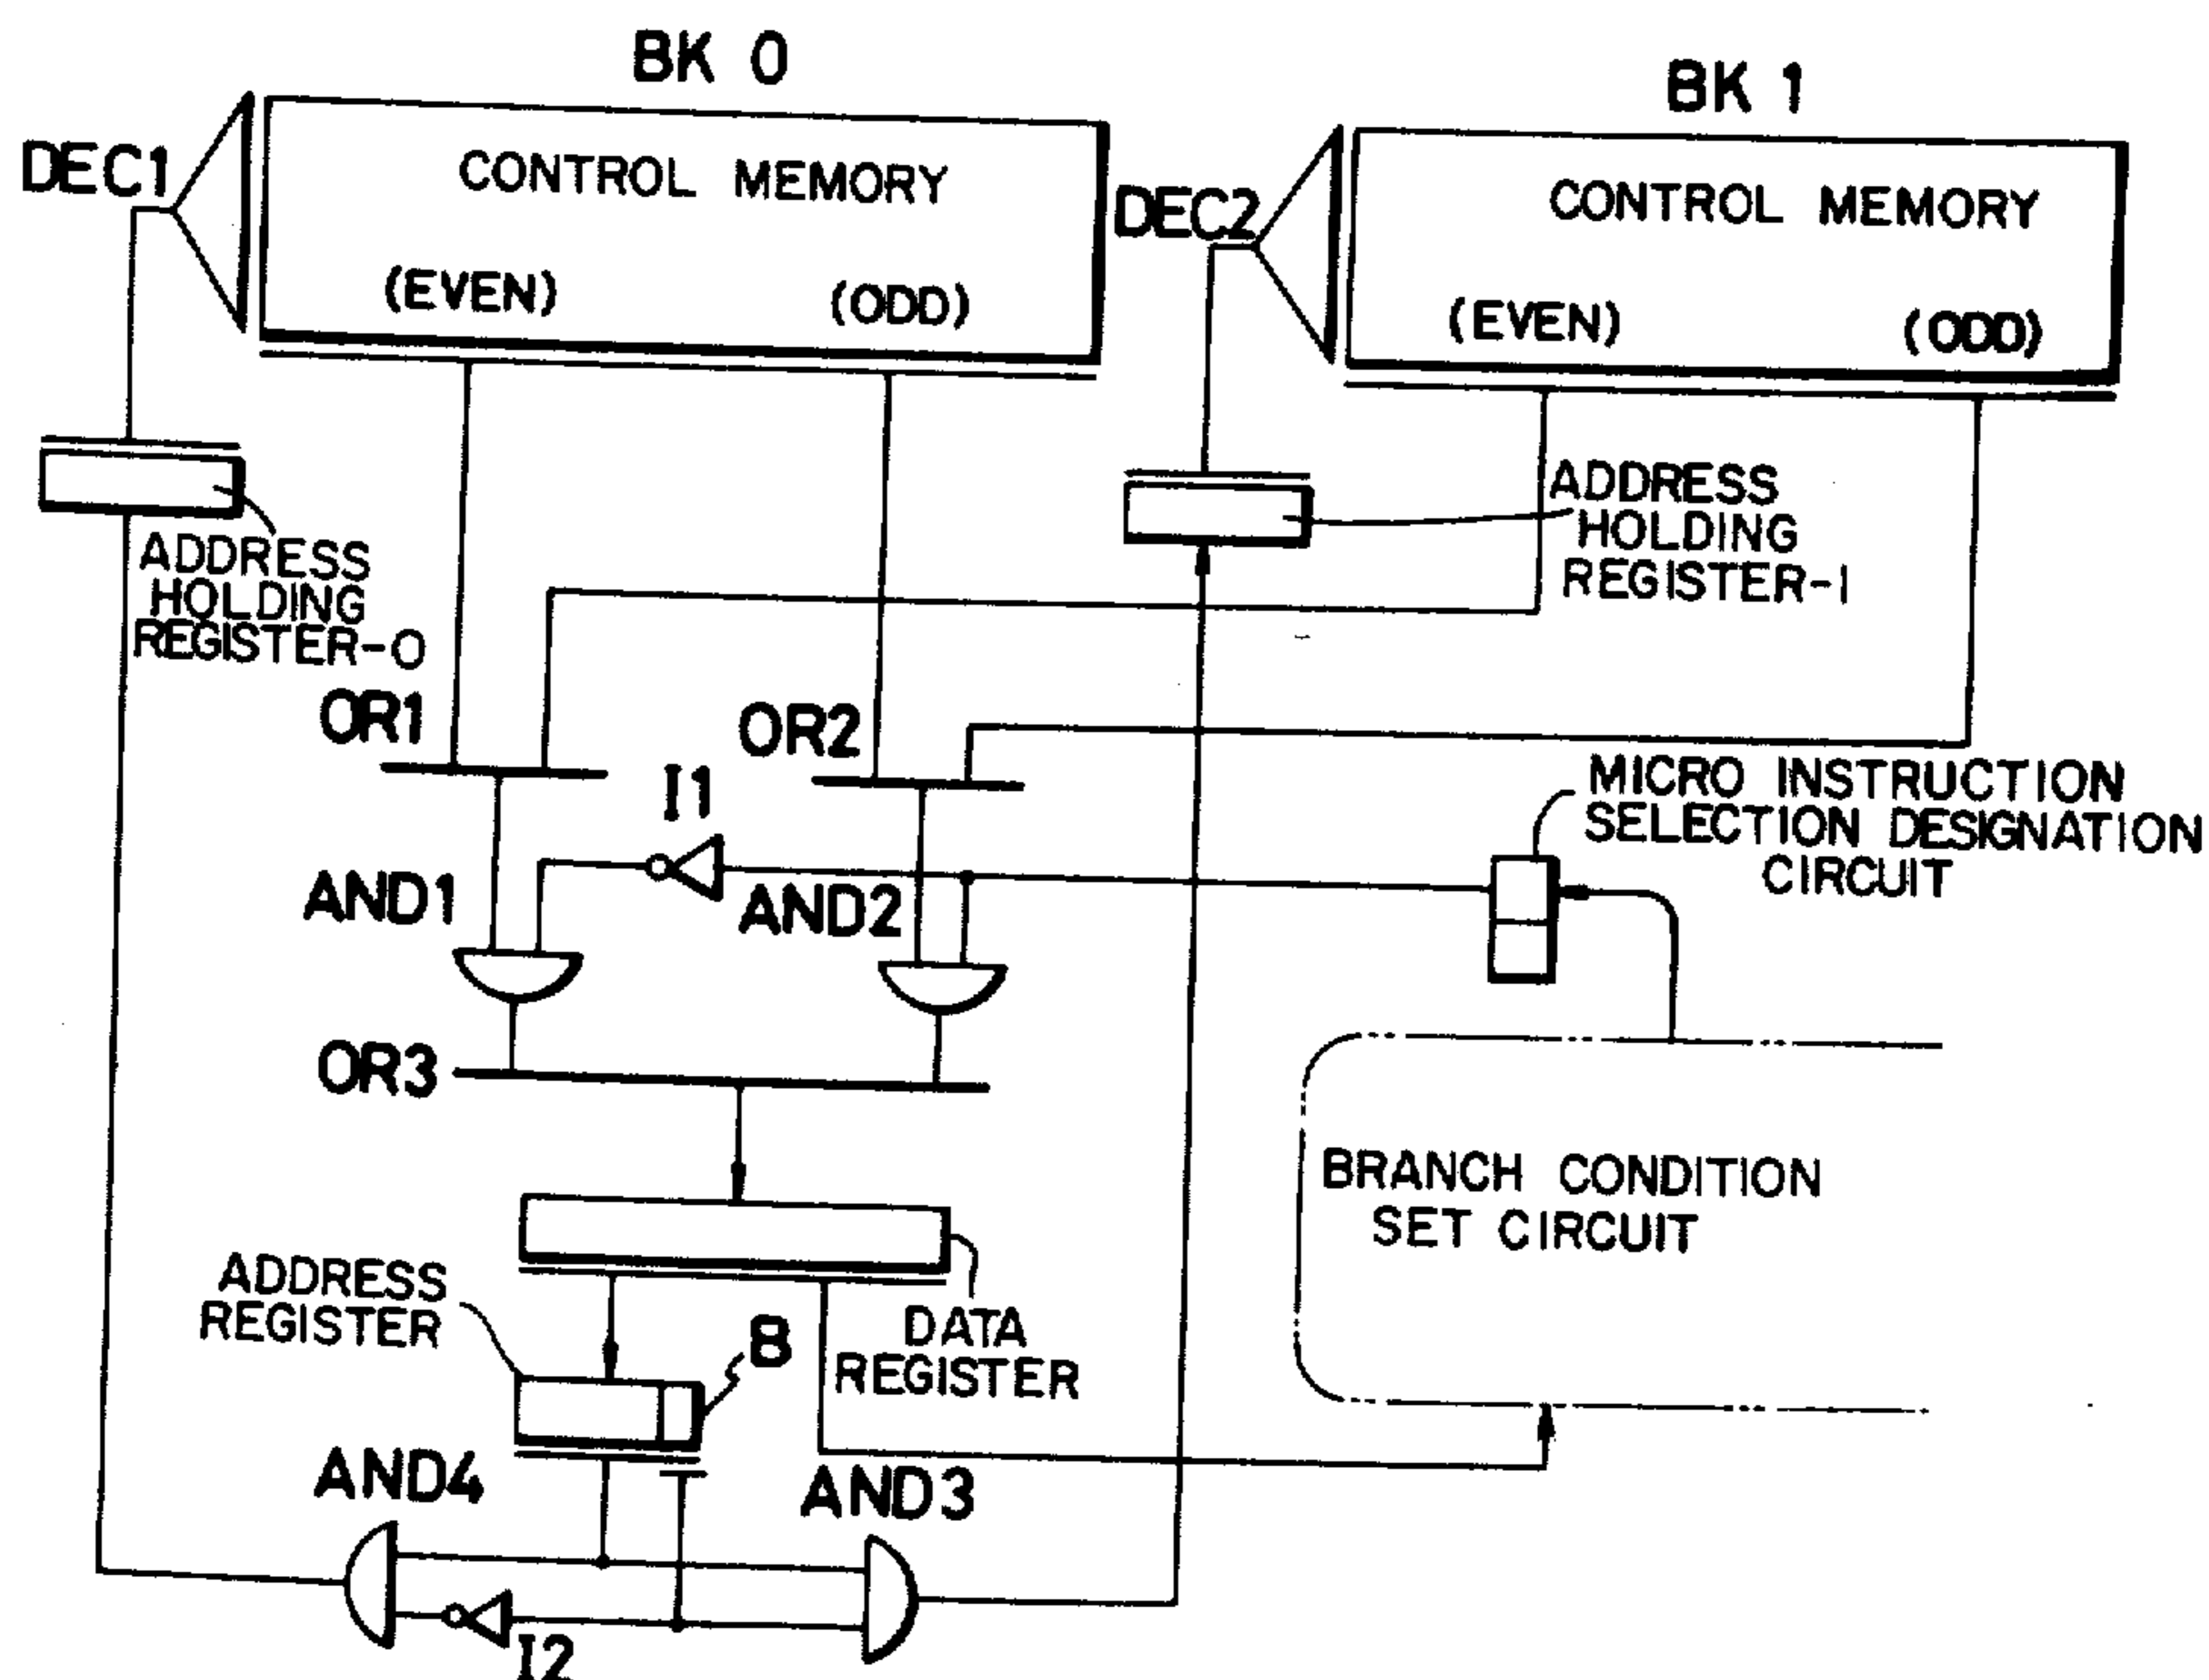 BK 0
BK 1
DEC1
CONTROL MEMORY
(EVEN)
(ODD)
DEC2
CONTROL MEMORY
(EVEN)
(ODD)
ADDRESS
HOLDING
REGISTER-0
ADDRESS
HOLDING
REGISTER-1
OR1
OR2
I1
MICRO INSTRUCTION
SELECTION DESIGNATION
CIRCUIT
AND1
AND2
OR3
BRANCH CONDITION
SET CIRCUIT
ADDRESS
REGISTER
8
DATA
REGISTER
AND4
AND3
I2